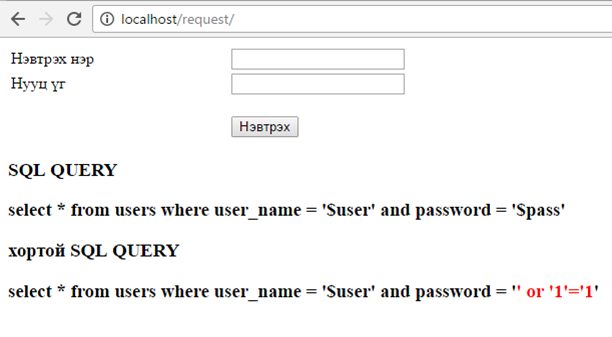 localhost/request/
Нэвтрэх нэр
Нууц үг
Нэвтрэх
SQL QUERY
select * from users where user_name = '$user' and password = '$pass'
хортой SQL QUERY
select * from users where user_name = '$user' and password = '' or '1'='1'